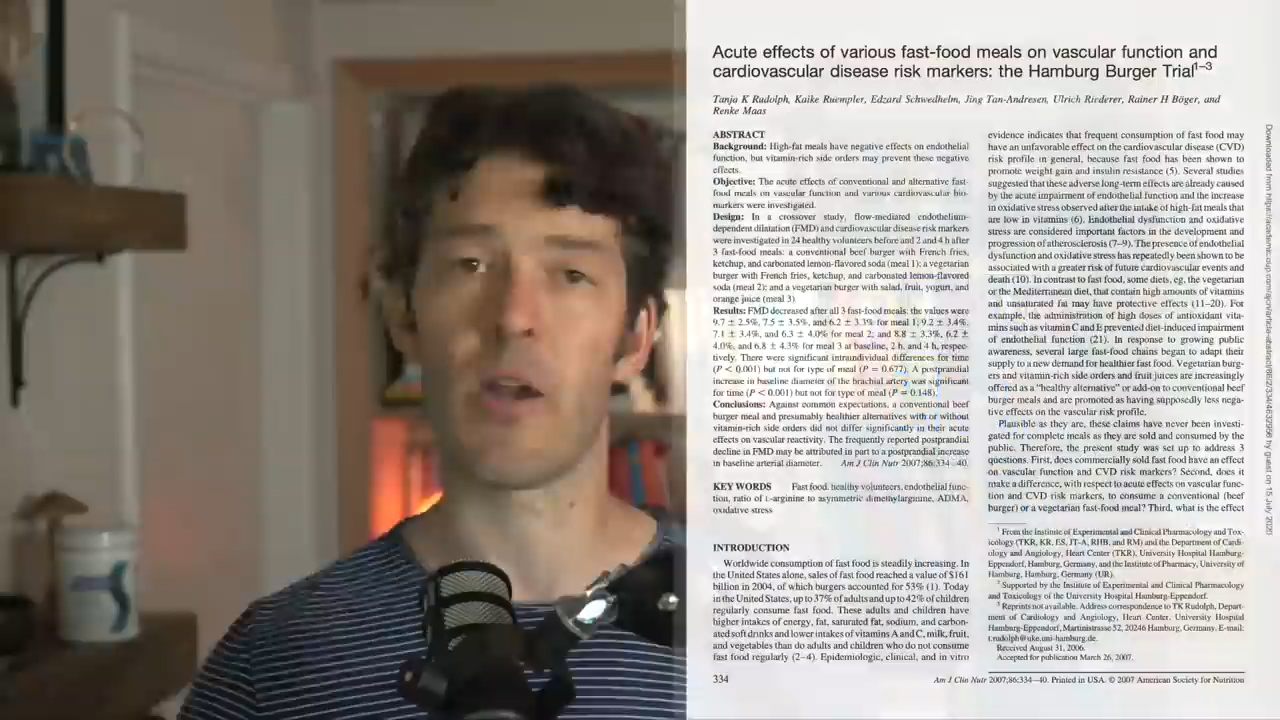 Acute effects of various fast-food meals on vascular function and
cardiovascular disease risk markers: the Hamburg Burger Trial1–3
Tanja K Rudolph, Kaike Ruempler, Edzard Schwedhelm, Jing Tan-Andresen, Ulrich Riederer, Rainer H Böger, and
Renke Maas
ABSTRACT
Background: High-fat meals have negative effects on endothelial
function, but vitamin-rich side orders may prevent these negative
effects.
Objective: The acute effects of conventional and alternative fast-
food meals on vascular function and various cardiovascular bio-
markers were investigated.
Design: In a crossover study, flow-mediated endothelium-
dependent dilatation (FMD) and cardiovascular disease risk markers
were investigated in 24 healthy volunteers before and 2 and 4 h after
3 fast-food meals: a conventional beef burger with French fries,
ketchup, and carbonated lemon-flavored soda (meal 1); a vegetarian
burger with French fries, ketchup, and carbonated lemon-flavored
soda (meal 2); and a vegetarian burger with salad, fruit, yogurt, and
orange juice (meal 3).
Results: FMD decreased after all 3 fast-food meals: the values were
9.7 ± 2.5%, 7.5 ± 3.5%, and 6.2 ± 3.3% for meal 1; 9.2 ± 3.4%,
7.1 ± 3.4%, and 6.3 ± 4.0% for meal 2; and 8.8 ± 3.3%, 6.2 ±
4.0%, and 6.8 ± 4.3% for meal 3 at baseline, 2 h, and 4 h, respec-
tively. There were significant intraindividual differences for time
(P < 0.001) but not for type of meal (P = 0.677). A postprandial
increase in baseline diameter of the brachial artery was significant
for time (P < 0.001) but not for type of meal (P = 0.148).
Conclusions: Against common expectations, a conventional beef
burger meal and presumably healthier alternatives with or without
vitamin-rich side orders did not differ significantly in their acute
effects on vascular reactivity. The frequently reported postprandial
decline in FMD may be attributed in part to a postprandial increase
in baseline arterial diameter. Am J Clin Nutr 2007;86:334–40.
KEY WORDS Fast food, healthy volunteers, endothelial func-
tion, ratio of L-arginine to asymmetric dimethylarginine, ADMA,
oxidative stress
INTRODUCTION
Worldwide consumption of fast food is steadily increasing. In
the United States alone, sales of fast food reached a value of $161
billion in 2004, of which burgers accounted for 53% (1). Today
in the United States, up to 37% of adults and up to 42% of children
regularly consume fast food. These adults and children have
higher intakes of energy, fat, saturated fat, sodium, and carbon-
ated soft drinks and lower intakes of vitamins A and C, milk, fruit,
and vegetables than do adults and children who do not consume
fast food regularly (2–4). Epidemiologic, clinical, and in vitro
evidence indicates that frequent consumption of fast food may
have an unfavorable effect on the cardiovascular disease (CVD)
risk profile in general, because fast food has been shown to
promote weight gain and insulin resistance (5). Several studies
suggested that these adverse long-term effects are already caused
by the acute impairment of endothelial function and the increase
in oxidative stress observed after the intake of high-fat meals that
are low in vitamins (6). Endothelial dysfunction and oxidative
stress are considered important factors in the development and
progression of atherosclerosis (7–9). The presence of endothelial
dysfunction and oxidative stress has repeatedly been shown to be
associated with a greater risk of future cardiovascular events and
death (10). In contrast to fast food, some diets, eg, the vegetarian
or the Mediterranean diet, that contain high amounts of vitamins
and unsaturated fat may have protective effects (11–20). For
example, the administration of high doses of antioxidant vita-
mins such as vitamin C and E prevented diet-induced impairment
of endothelial function (21). In response to growing public
awareness, several large fast-food chains began to adapt their
supply to a new demand for healthier fast food. Vegetarian burg-
ers and vitamin-rich side orders and fruit juices are increasingly
offered as a “healthy alternative” or add-on to conventional beef
burger meals and are promoted as having supposedly less nega-
tive effects on the vascular risk profile.
Plausible as they are, these claims have never been investi-
gated for complete meals as they are sold and consumed by the
public. Therefore, the present study was set up to address 3
questions. First, does commercially sold fast food have an effect
on vascular function and CVD risk markers? Second, does it
make a difference, with respect to acute effects on vascular func-
tion and CVD risk markers, to consume a conventional (beef
burger) or a vegetarian fast-food meal? Third, what is the effect
1 From the Institute of Experimental and Clinical Pharmacology and Tox-
icology (TKR, KR, ES, JT-A, RHB, and RM) and the Department of Cardi-
ology and Angiology, Heart Center (TKR), University Hospital Hamburg-
Eppendorf, Hamburg, Germany, and the Institute of Pharmacy, University of
Hamburg, Hamburg, Germany (UR).
2 Supported by the Institute of Experimental and Clinical Pharmacology
and Toxicology of the University Hospital Hamburg-Eppendorf.
3 Reprints not available. Address correspondence to TK Rudolph, Depart-
ment of Cardiology and Angiology, Heart Center, University Hospital
Hamburg-Eppendorf, Martinistrasse 52, 20246 Hamburg, Germany. E-mail:
t.rudolph@uke.uni-hamburg.de.
Received August 31, 2006.
Accepted for publication March 26, 2007.
334
Am J Clin Nutr 2007;86:334–40. Printed in USA. © 2007 American Society for Nutrition
Downloaded from by guest on 15 July 2020